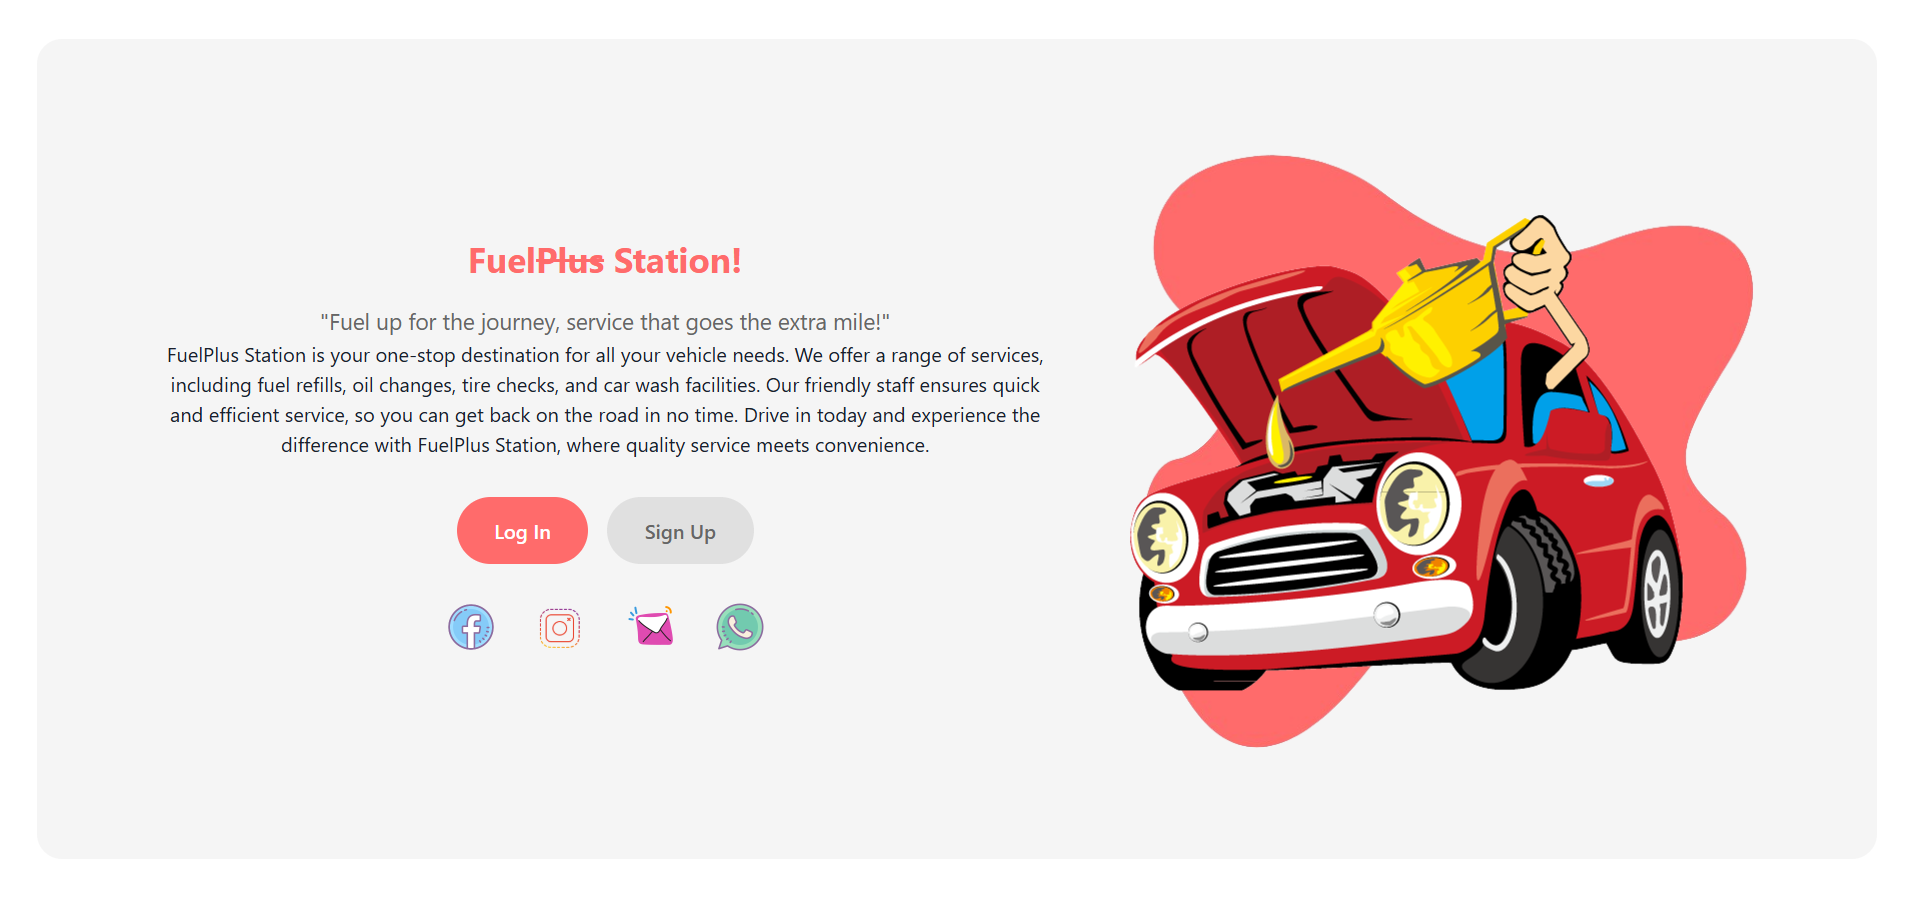 FuelPlus Station!
"Fuel up for the journey, service that goes the extra mile!"
FuelPlus Station is your one-stop destination for all your vehicle needs. We offer a range of services,
including fuel refills, oil changes, tire checks, and car wash facilities. Our friendly staff ensures quick
and efficient service, so you can get back on the road in no time. Drive in today and experience the
difference with FuelPlus Station, where quality service meets convenience.
Log In
Sign Up